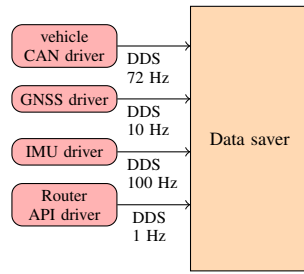 vehicle
CAN driver
DDS
72 Hz
GNSS driver
DDS
10 Hz
IMU driver
DDS
100 Hz
Router
API driver
DDS
1 Hz
Data saver